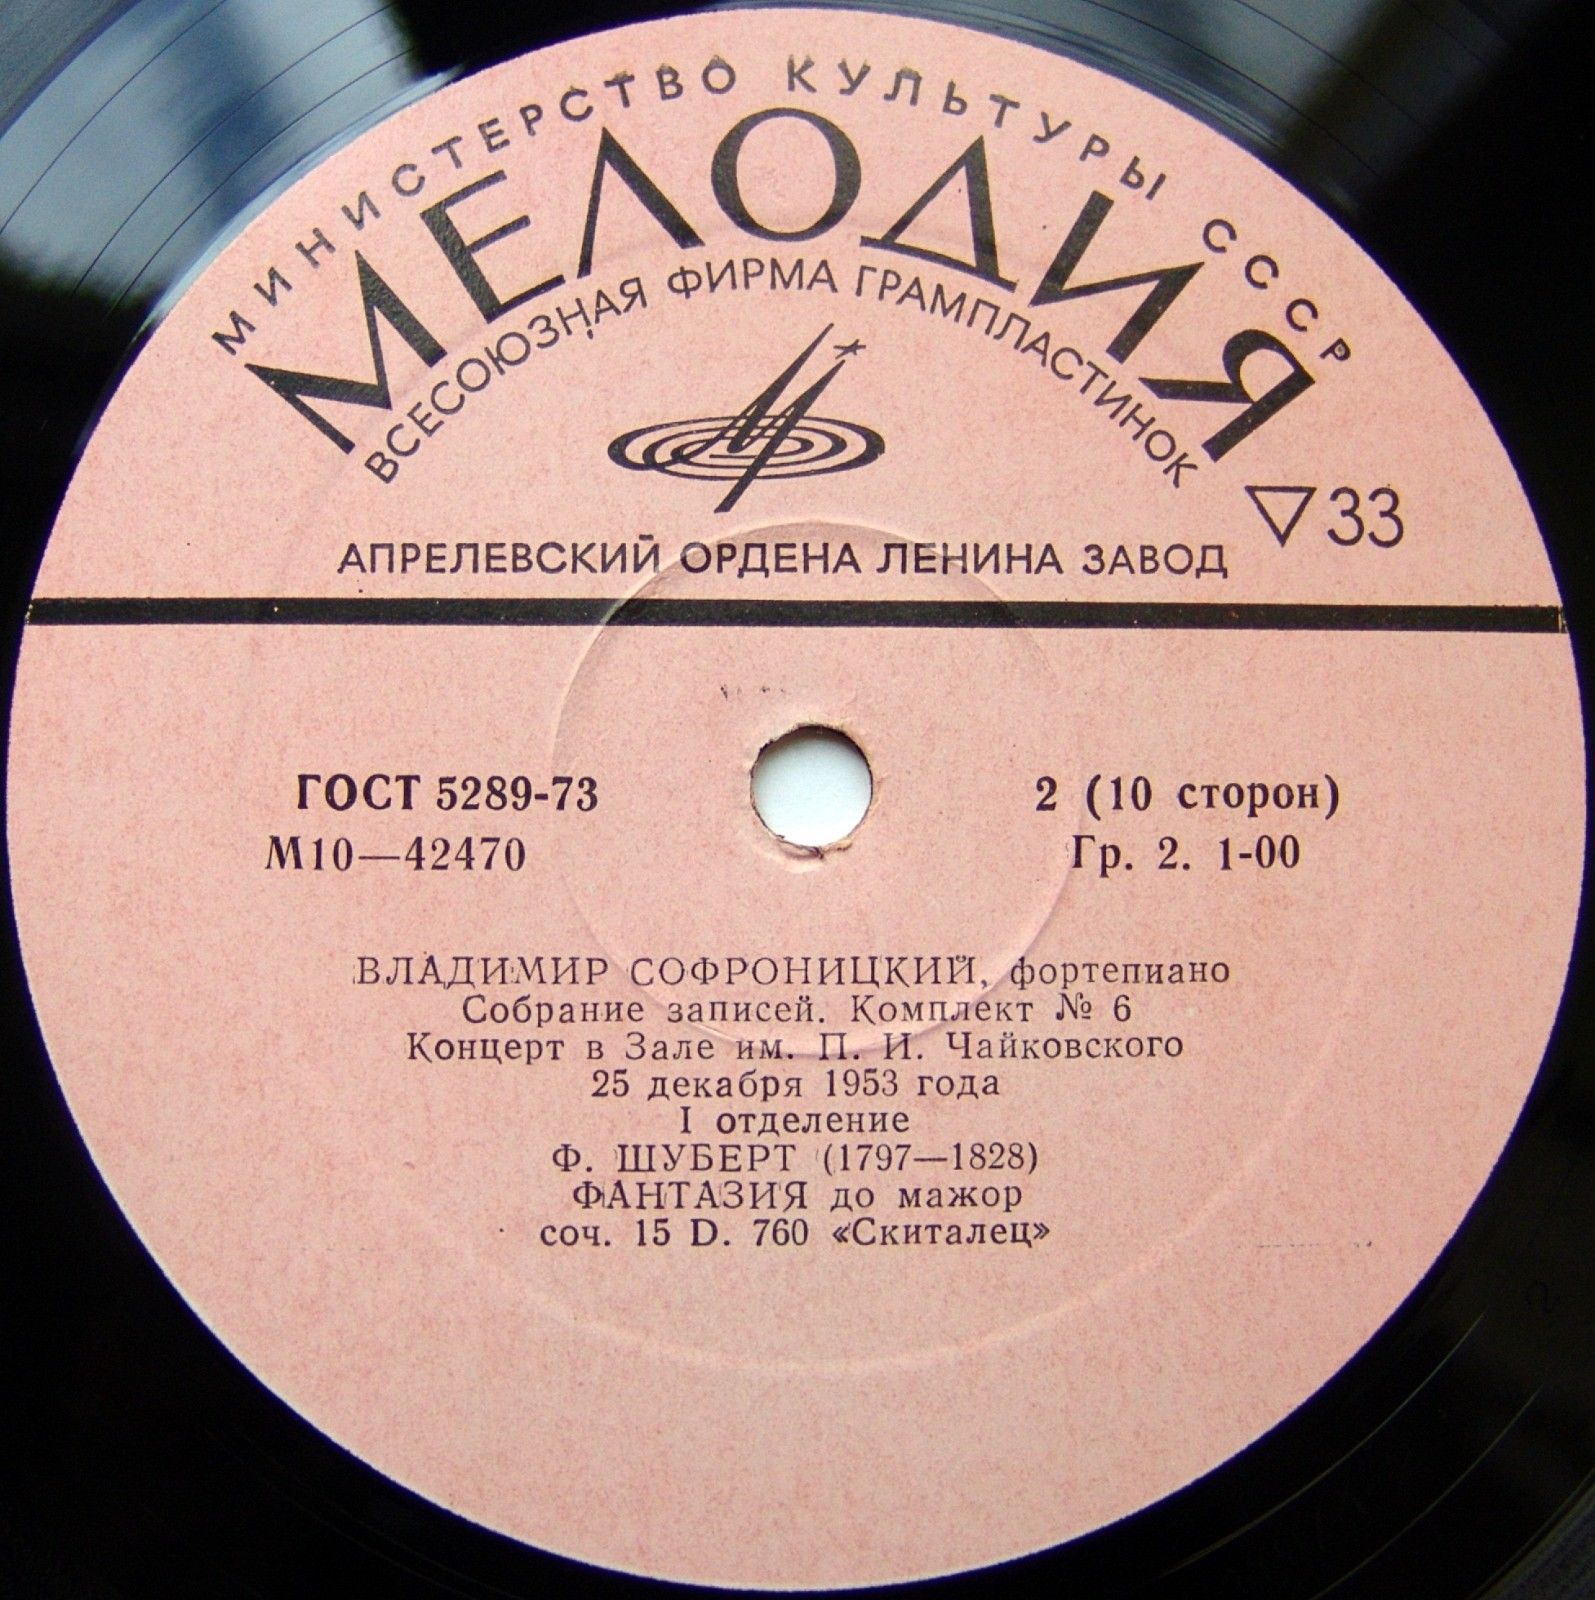 МИНИСТЕРСТВО КУЛЬТУРЫ СССР
МЕЛОДИЯ
ВСЕСОЮЗНАЯ ФИРМА ГРАМПЛАСТИНОК
33
АПРЕЛЕВСКИЙ ОРДЕНА ЛЕНИНА ЗАВОД
ГОСТ 5289-73 2 (10 сторон)
М10—42470 Гр. 2. 1-00
ВЛАДИМИР СОФРОНИЦКИЙ, фортепиано
Собрание записей. Комплект № 6
Концерт в Зале им. П. И. Чайковского
25 декабря 1953 года
I отделение
Ф. ШУБЕРТ (1797—1828)
ФАНТАЗИЯ до мажор
соч. 15 D. 760 «Скиталец»